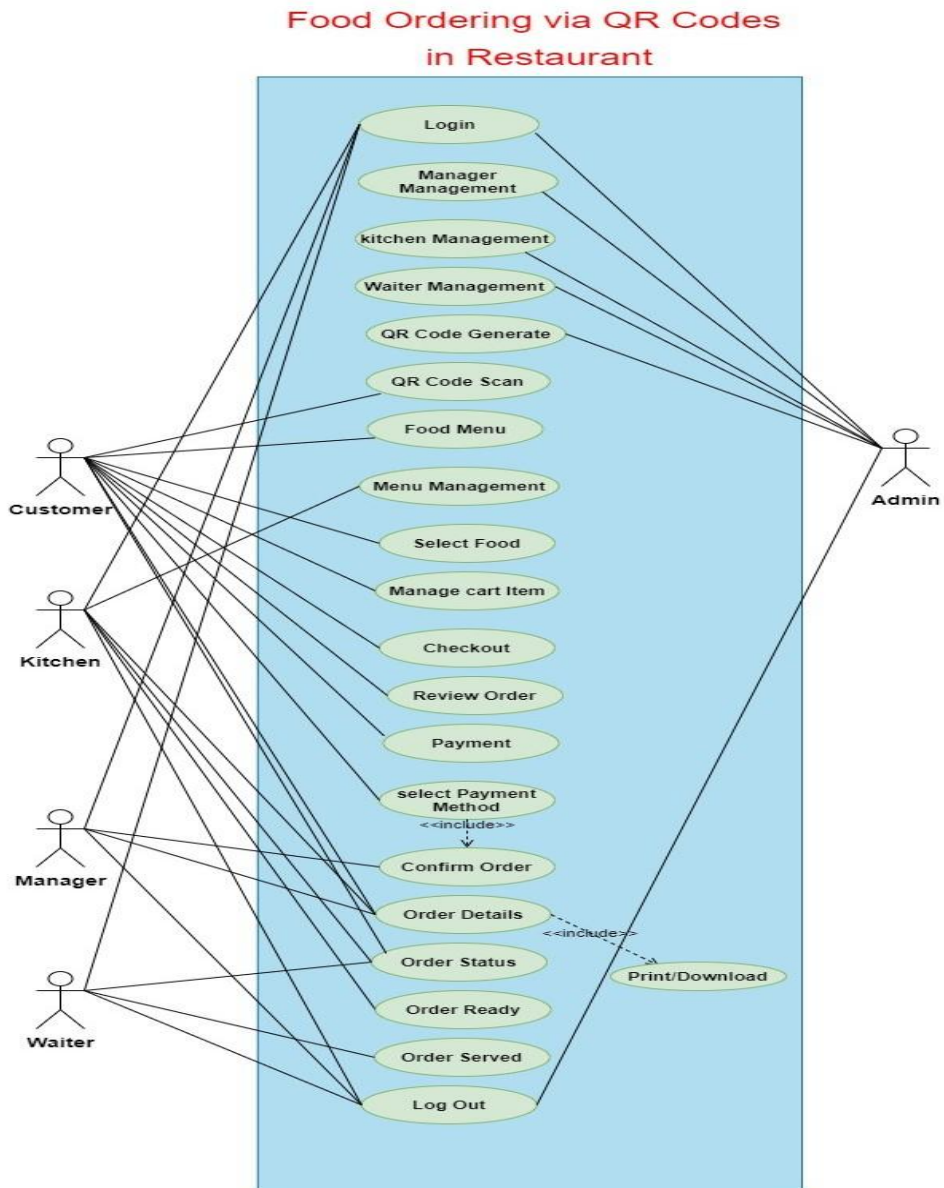 Food Ordering via QR Codes
in Restaurant
Login
Manager
Management
kitchen Management
Waiter Management
QR Code Generate
QR Code Scan
Food Menu
Customer
Admin
Menu Management
Select Food
Manage cart Item
Kitchen
Checkout
Review Order
Payment
select Payment
Method
<<include>>
Confirm Order
Manager
Order Details
<<include>>
Order Status
Print/Download
Order Ready
Waiter
Order Served
Log Out